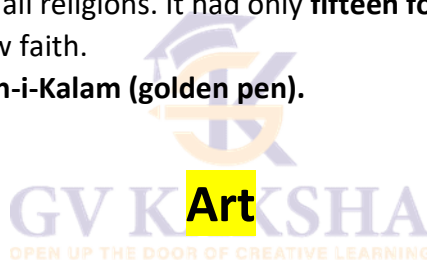 all religions. It had only fifteen fo
w faith.
n-i-Kalam (golden pen).
Art
GV KAKSHA
OPEN UP THE DOOR OF CREATIVE LEARNING